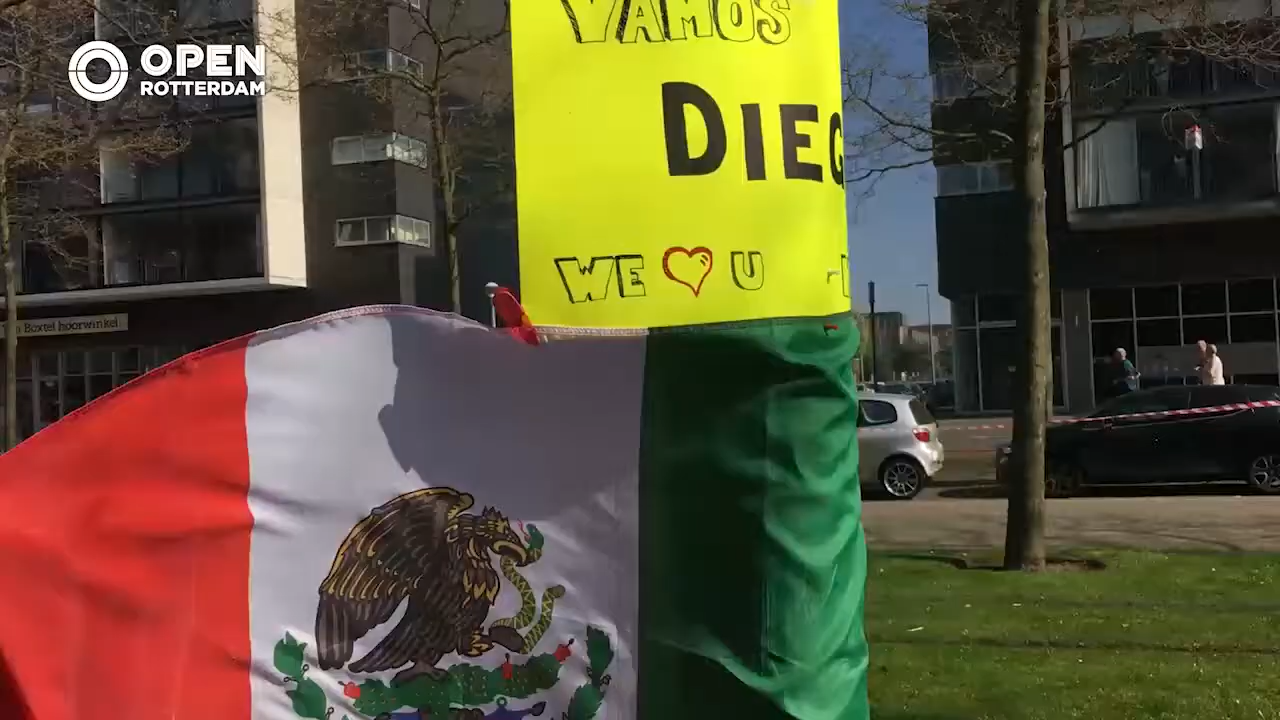 OPEN
ROTTERDAM
VAMOS
DIEG
WE U
Boxtel hoorwinkel